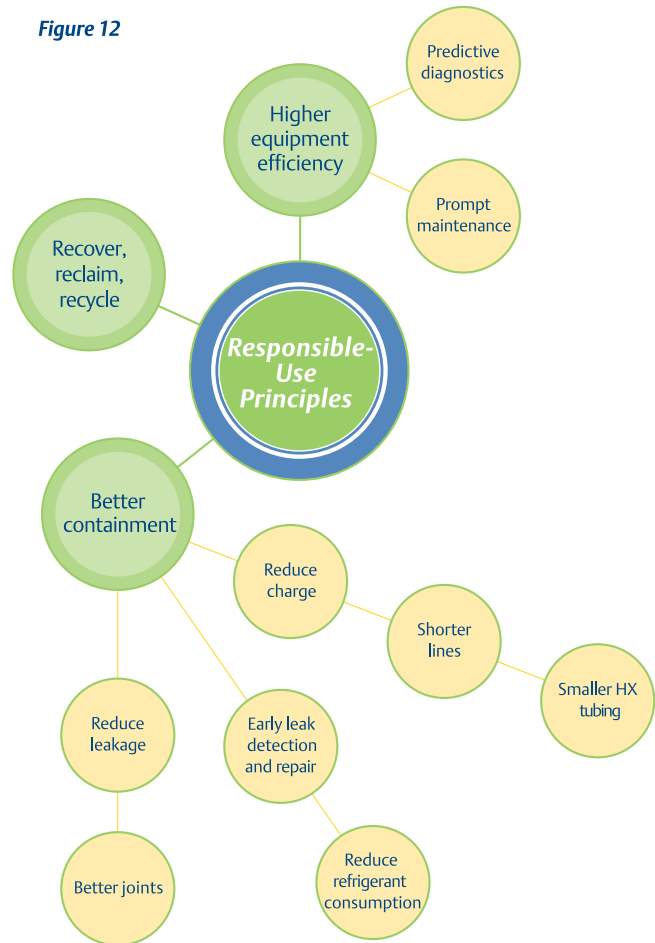 Figure 12
Predictive
diagnostics
Higher
equipment
efficiency
Prompt
maintenance
Recover,
reclaim,
recycle
Responsible-
Use
Principles
Better
containment
Reduce
charge
Shorter
lines
Smaller HX
tubing
Reduce
leakage
Early leak
detection
and repair
Better joints
Reduce
refrigerant
consumption